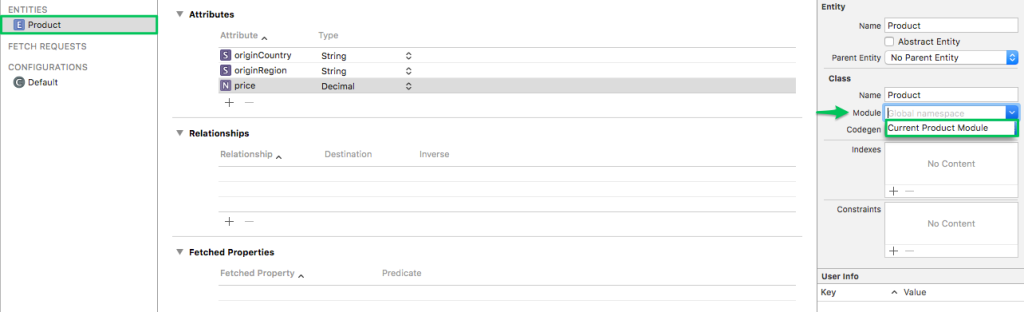 ENTITIES
E Product
FETCH REQUESTS
CONFIGURATIONS
C Default
Attributes
Attribute Type
S originCountry String
S originRegion String
N price Decimal
+ −
Relationships
Relationship Destination Inverse
+ −
Fetched Properties
Fetched Property Predicate
Entity
Name Product
Abstract Entity
Parent Entity No Parent Entity
Class
Name Product
Module Global namespace
Codegen Current Product Module
Indexes No Content
+ −
Constraints No Content
+ −
User Info
Key Value